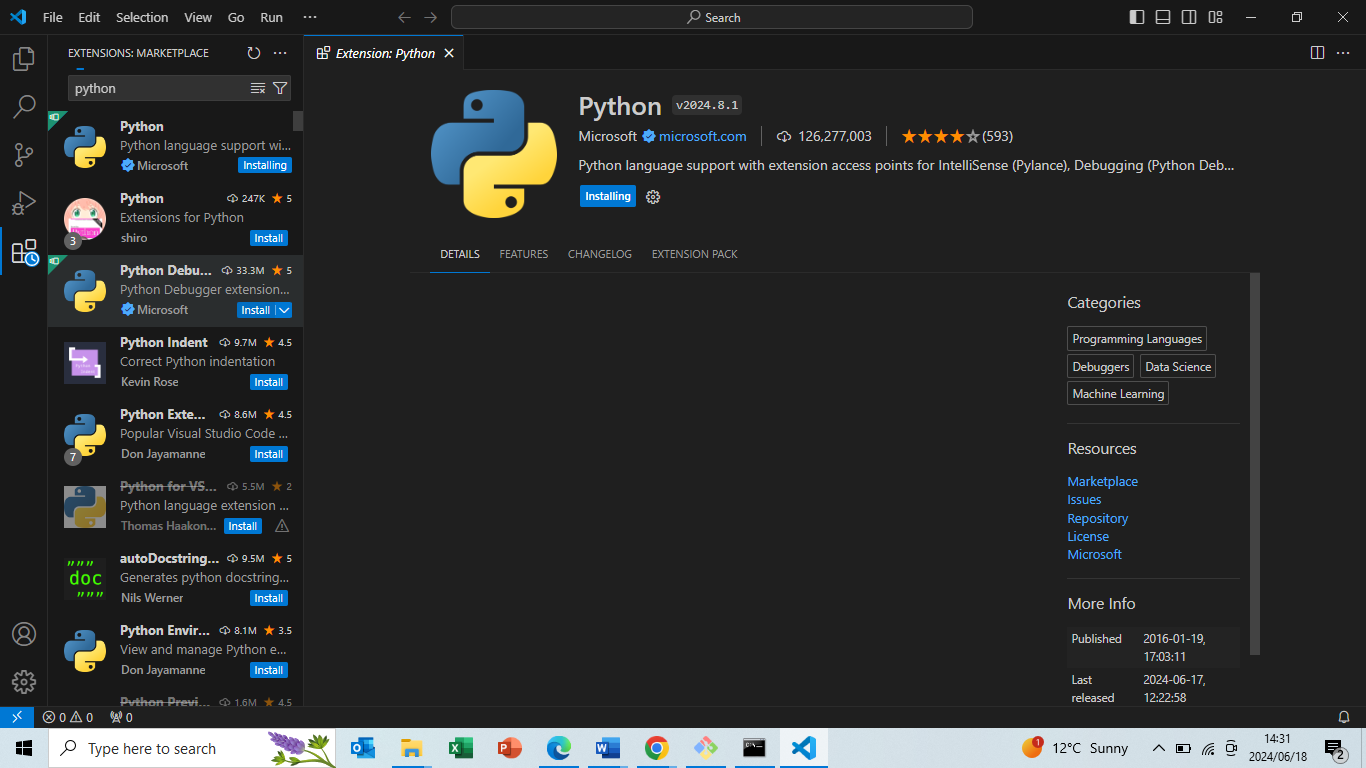 File Edit Selection View Go Run ···
Search
EXTENSIONS: MARKETPLACE
python
Python
Python language support wi...
Microsoft Installing
Python 247K ★ 5
Extensions for Python
shiro Install
3
Python Debu... 33.3M ★ 5
Python Debugger extension...
Microsoft Install
Python Indent 9.7M ★ 4.5
Correct Python indentation
Kevin Rose Install
Python Exte... 8.6M ★ 4.5
Popular Visual Studio Code ...
Don Jayamanne Install
7
Python for VS... 5.5M ★ 2
Python language extension ...
Thomas Haakon... Install
autoDocstring... 9.5M ★ 5
Generates python docstring...
Nils Werner Install
""" doc """
Python Envir... 8.1M ★ 3.5
View and manage Python e...
Don Jayamanne Install
Python Previ... 1.6M ★ 4.5
Extension: Python
Python v2024.8.1
Microsoft microsoft.com 126,277,003 ★★★★☆ (593)
Python language support with extension access points for IntelliSense (Pylance), Debugging (Python Deb...
Installing
DETAILS FEATURES CHANGELOG EXTENSION PACK
Categories
Programming Languages
Debuggers Data Science
Machine Learning
Resources
Marketplace
Issues
Repository
License
Microsoft
More Info
Published 2016-01-19,
17:03:11
Last 2024-06-17,
released 12:22:58
0 0 0
Type here to search
1 12°C Sunny
14:31
2024/06/18
2